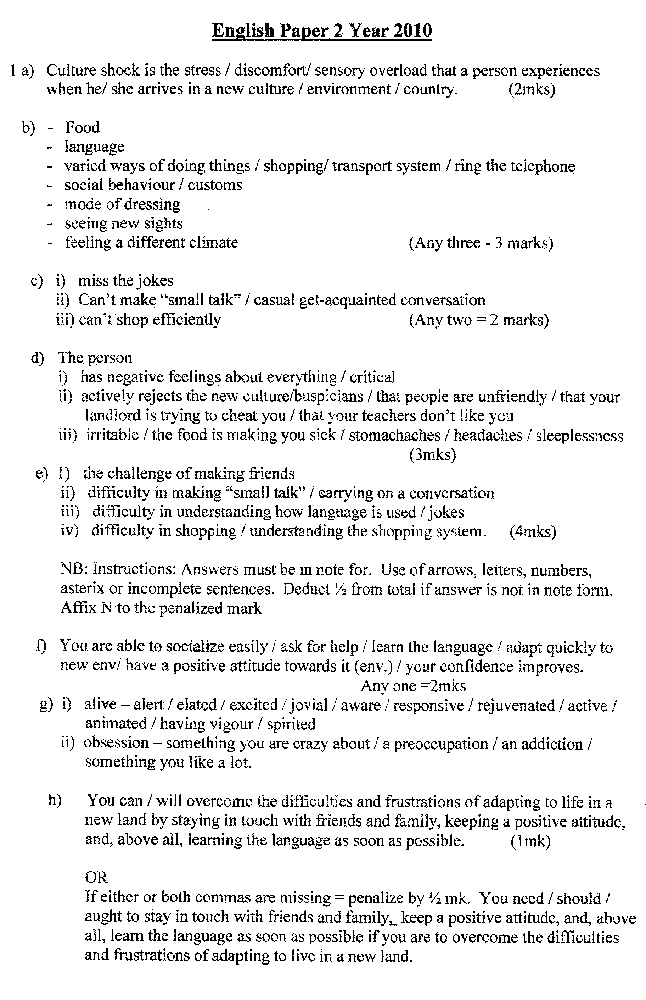 English Paper 2 Year 2010
1 a) Culture shock is the stress / discomfort/ sensory overload that a person experiences
when he/ she arrives in a new culture / environment / country. (2mks)
b) - Food
- language
- varied ways of doing things / shopping/ transport system / ring the telephone
- social behaviour / customs
- mode of dressing
- seeing new sights
- feeling a different climate (Any three - 3 marks)
c) i) miss the jokes
ii) Can't make “small talk” / casual get-acquainted conversation
iii) can't shop efficiently (Any two = 2 marks)
d) The person
i) has negative feelings about everything / critical
ii) actively rejects the new culture/buspicians / that people are unfriendly / that your
landlord is trying to cheat you / that your teachers don't like you
iii) irritable / the food is making you sick / stomachaches / headaches / sleeplessness
(3mks)
e) 1) the challenge of making friends
ii) difficulty in making “small talk” / carrying on a conversation
iii) difficulty in understanding how language is used / jokes
iv) difficulty in shopping / understanding the shopping system. (4mks)
NB: Instructions: Answers must be in note for. Use of arrows, letters, numbers,
asterix or incomplete sentences. Deduct ½ from total if answer is not in note form.
Affix N to the penalized mark
f) You are able to socialize easily / ask for help / learn the language / adapt quickly to
new env/ have a positive attitude towards it (env.) / your confidence improves.
Any one =2mks
g) i) alive – alert / elated / excited / jovial / aware / responsive / rejuvenated / active /
animated / having vigour / spirited
ii) obsession – something you are crazy about / a preoccupation / an addiction /
something you like a lot.
h) You can / will overcome the difficulties and frustrations of adapting to life in a
new land by staying in touch with friends and family, keeping a positive attitude,
and, above all, learning the language as soon as possible. (1mk)
OR
If either or both commas are missing = penalize by ½ mk. You need / should /
aught to stay in touch with friends and family, keep a positive attitude, and, above
all, learn the language as soon as possible if you are to overcome the difficulties
and frustrations of adapting to live in a new land.